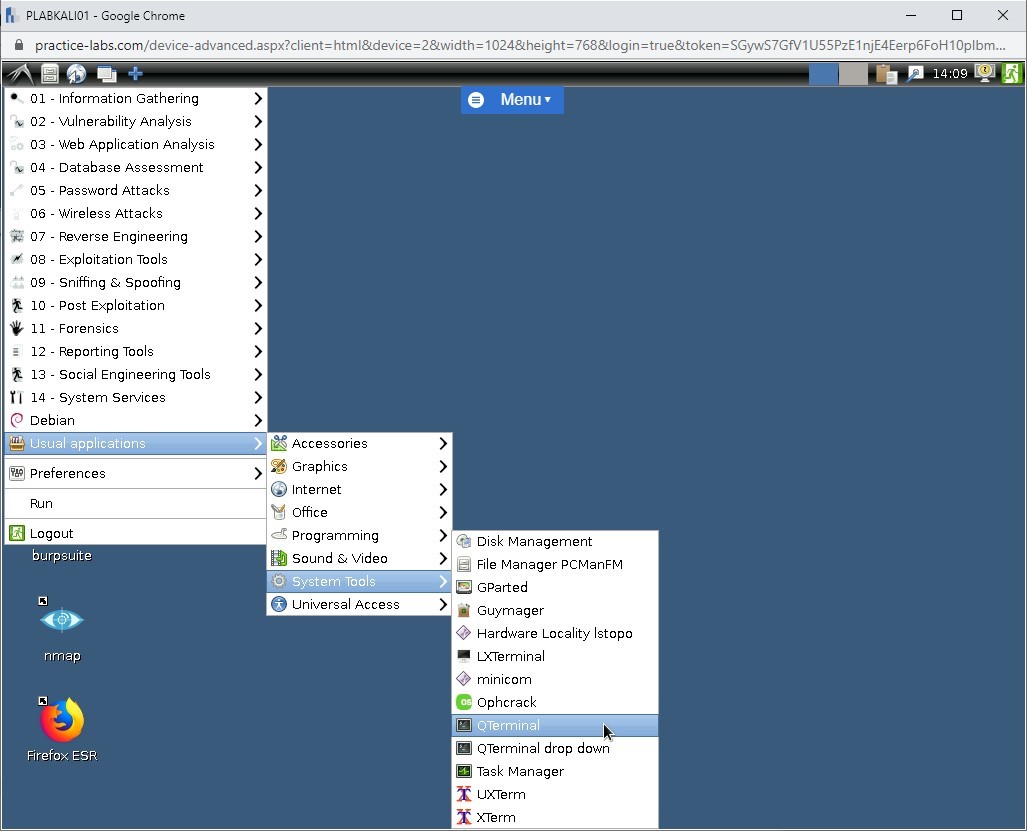 PLABKALI01 - Google Chrome
practice-labs.com/device-advanced.aspx?client=html&device=2&width=1024&height=768&login=true&token=SGywS7GfV1U55PzE1njE4Eerp6FoH10pIbm...
14:09
Menu
01 - Information Gathering
02 - Vulnerability Analysis
03 - Web Application Analysis
04 - Database Assessment
05 - Password Attacks
06 - Wireless Attacks
07 - Reverse Engineering
08 - Exploitation Tools
09 - Sniffing & Spoofing
10 - Post Exploitation
11 - Forensics
12 - Reporting Tools
13 - Social Engineering Tools
14 - System Services
Debian
Usual applications
Preferences
Run
Logout
Accessories
Graphics
Internet
Office
Programming
Sound & Video
System Tools
Universal Access
Disk Management
File Manager PCManFM
GParted
Guymager
Hardware Locality lstopo
LXTerminal
minicom
Ophcrack
QTerminal
QTerminal drop down
Task Manager
UXTerm
XTerm
burpsuite
nmap
Firefox ESR